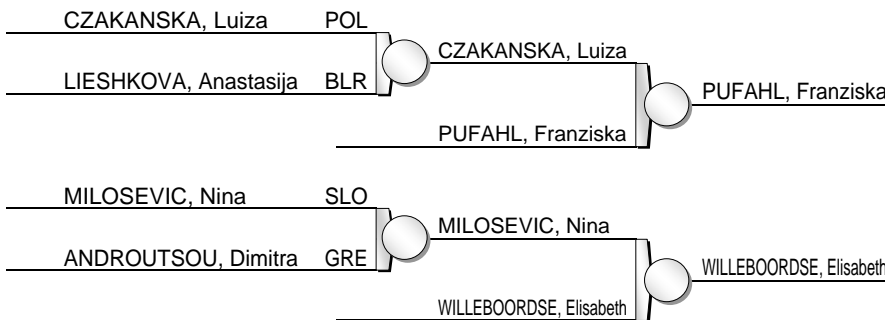 CZAKANSKA, Luiza POL
CZAKANSKA, Luiza
LIESHKOVA, Anastasija BLR
PUFAHL, Franziska
PUFAHL, Franziska
MILOSEVIC, Nina SLO
MILOSEVIC, Nina
ANDROUTSOU, Dimitra GRE
WILLEBOORDSE, Elisabeth
WILLEBOORDSE, Elisabeth